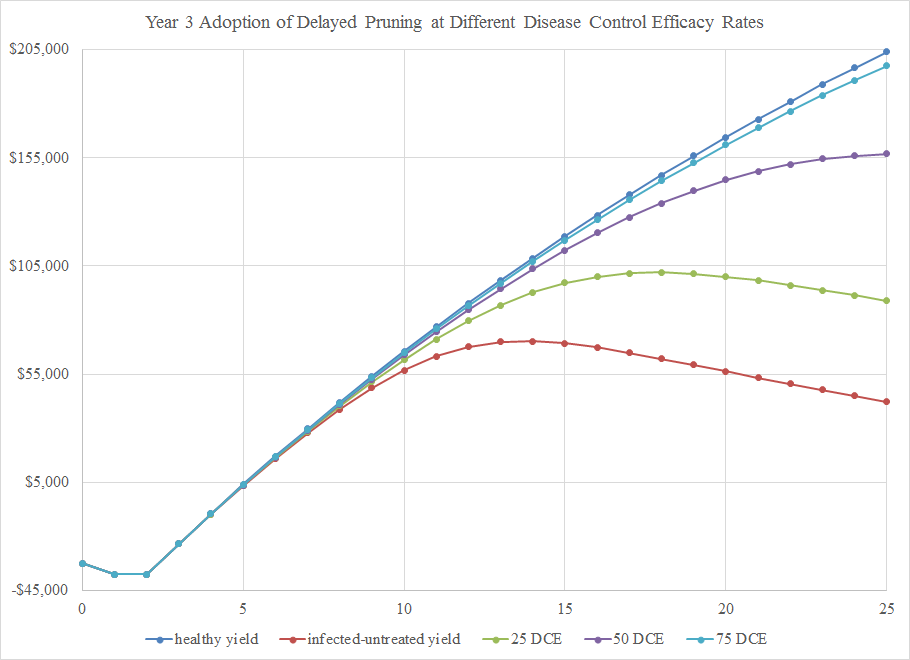 Year 3 Adoption of Delayed Pruning at Different Disease Control Efficacy Rates
$205,000
$155,000
$105,000
$55,000
$5,000
-$45,000
0 5 10 15 20 25
healthy yield infected-untreated yield 25 DCE 50 DCE 75 DCE